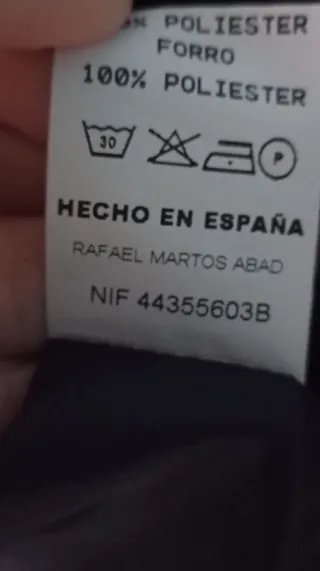 % POLIESTER
FORRO
100% POLIESTER
30 P
HECHO EN ESPAÑA
RAFAEL MARTOS ABAD
NIF 44355603B